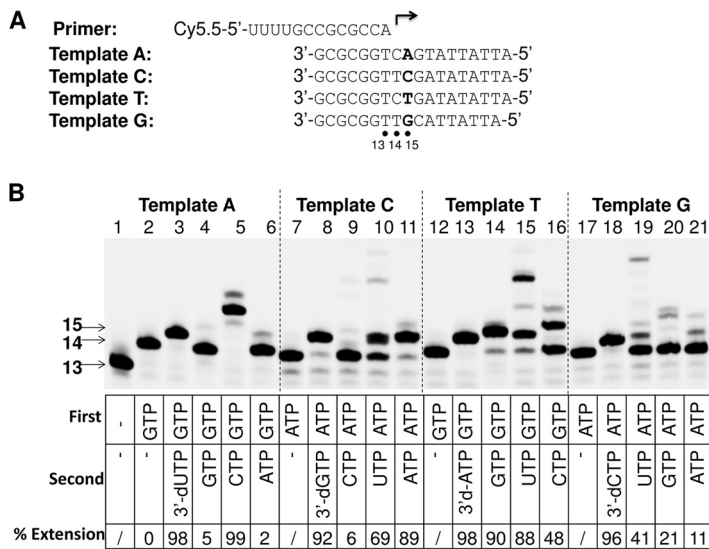 A
Primer: Cy5.5-5'-UUUUGCCGCGCCA
Template A: 3'-GCGCGGTCAGTATTATTA-5'
Template C: 3'-GCGCGGTTCGATATATTA-5'
Template T: 3'-GCGCGGTCTGATATATTA-5'
Template G: 3'-GCGCGGTTGCATTATTA-5'
13 14 15
B
Template A Template C Template T Template G
1 2 3 4 5 6 7 8 9 10 11 12 13 14 15 16 17 18 19 20 21
15
14
13
First - GTP GTP GTP GTP GTP ATP ATP ATP ATP ATP GTP GTP GTP GTP GTP ATP ATP ATP ATP ATP
Second - - 3'-dUTP GTP CTP ATP - 3'-dGTP CTP UTP ATP - 3'd-ATP GTP UTP CTP - 3'-dCTP UTP GTP ATP
% Extension / 0 98 5 99 2 / 92 6 69 89 / 98 90 88 48 / 96 41 21 11